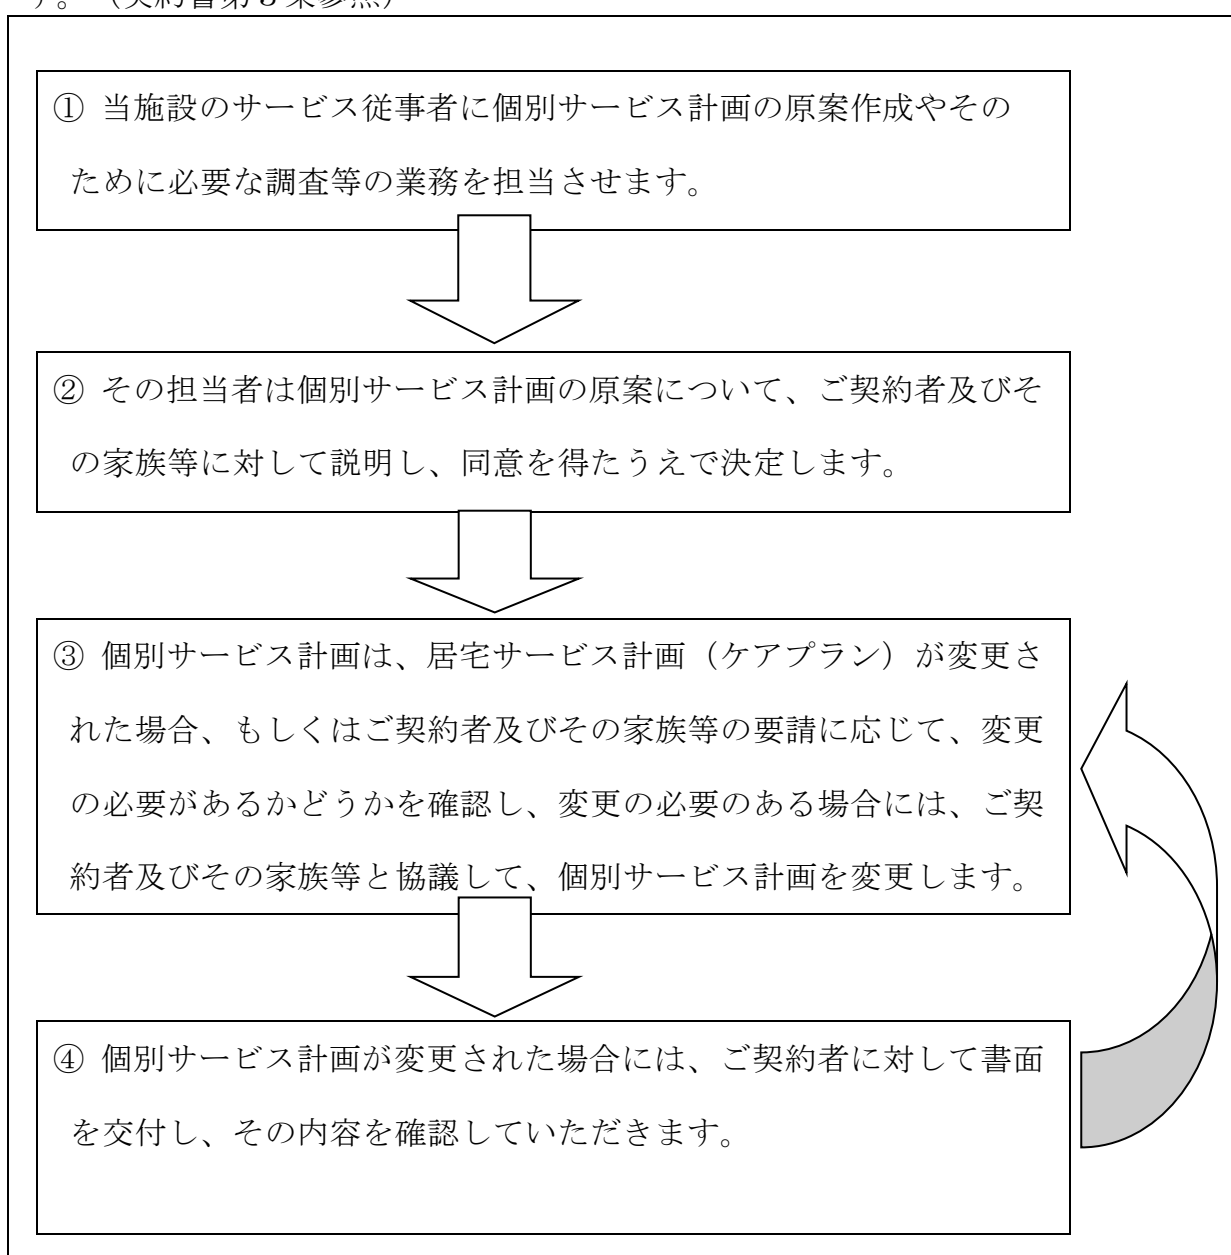 ① 当施設のサービス従事者に個別サービス計画の原案作成やその
ために必要な調査等の業務を担当させます。
② その担当者は個別サービス計画の原案について、ご契約者及びそ
の家族等に対して説明し、同意を得たうえで決定します。
③ 個別サービス計画は、居宅サービス計画（ケアプラン）が変更さ
れた場合、もしくはご契約者及びその家族等の要請に応じて、変更
の必要があるかどうかを確認し、変更の必要のある場合には、ご契
約者及びその家族等と協議して、個別サービス計画を変更します。
④ 個別サービス計画が変更された場合には、ご契約者に対して書面
を交付し、その内容を確認していただきます。